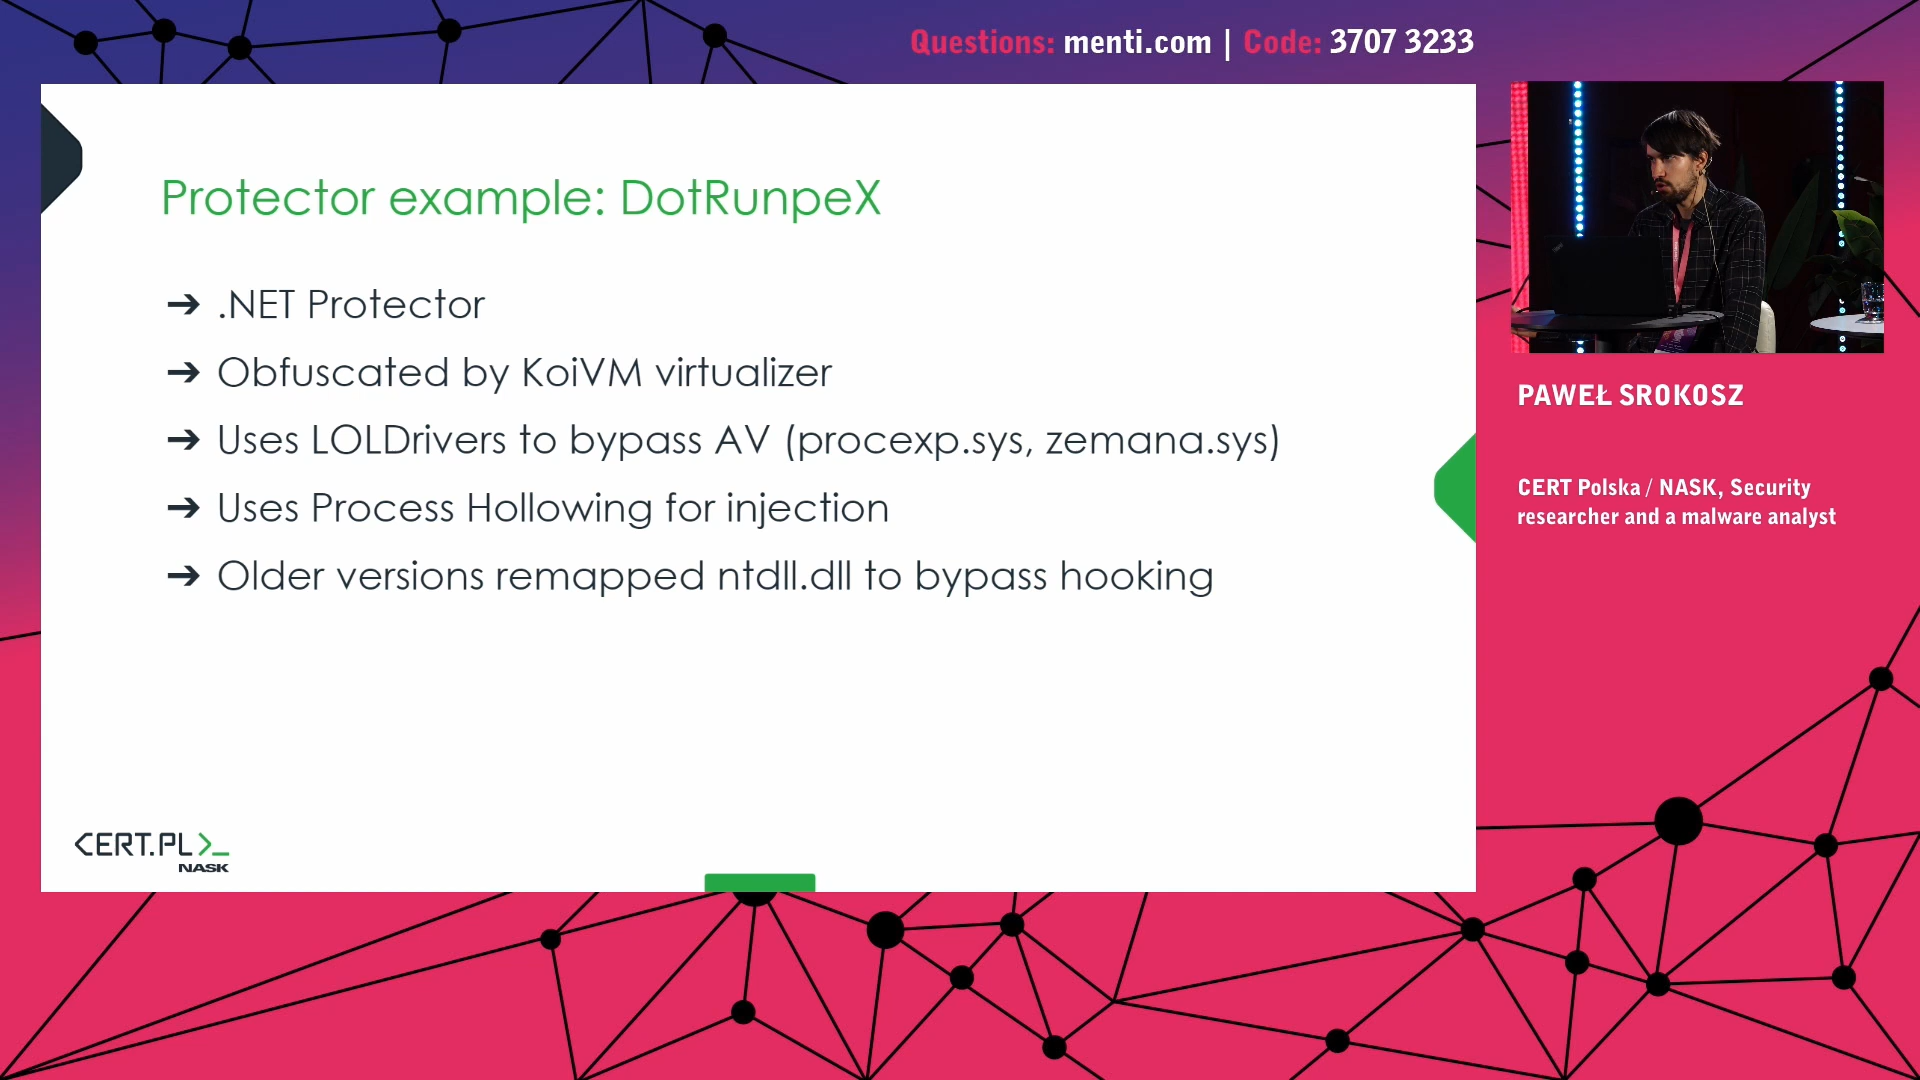 Questions: menti.com | Code: 3707 3233
Protector example: DotRunpeX
➔ .NET Protector
➔ Obfuscated by KoiVM virtualizer
➔ Uses LOLDrivers to bypass AV (procexp.sys, zemana.sys)
➔ Uses Process Hollowing for injection
➔ Older versions remapped ntdll.dll to bypass hooking
CERT.PL>_
NASK
PAWEŁ SROKOSZ
CERT Polska / NASK, Security
researcher and a malware analyst